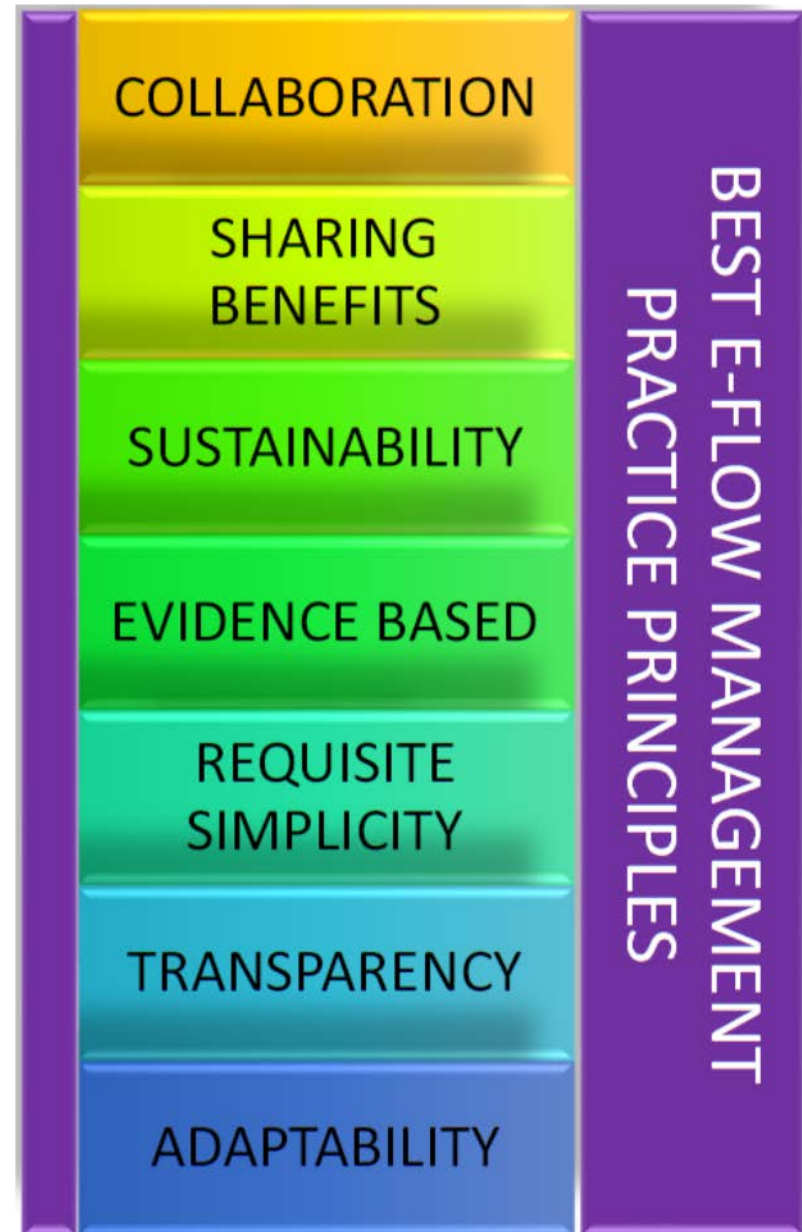 COLLABORATION
SHARING
BENEFITS
SUSTAINABILITY
EVIDENCE BASED
REQUISITE
SIMPLICITY
TRANSPARENCY
ADAPTABILITY
BEST E-FLOW MANAGEMENT
PRACTICE PRINCIPLES